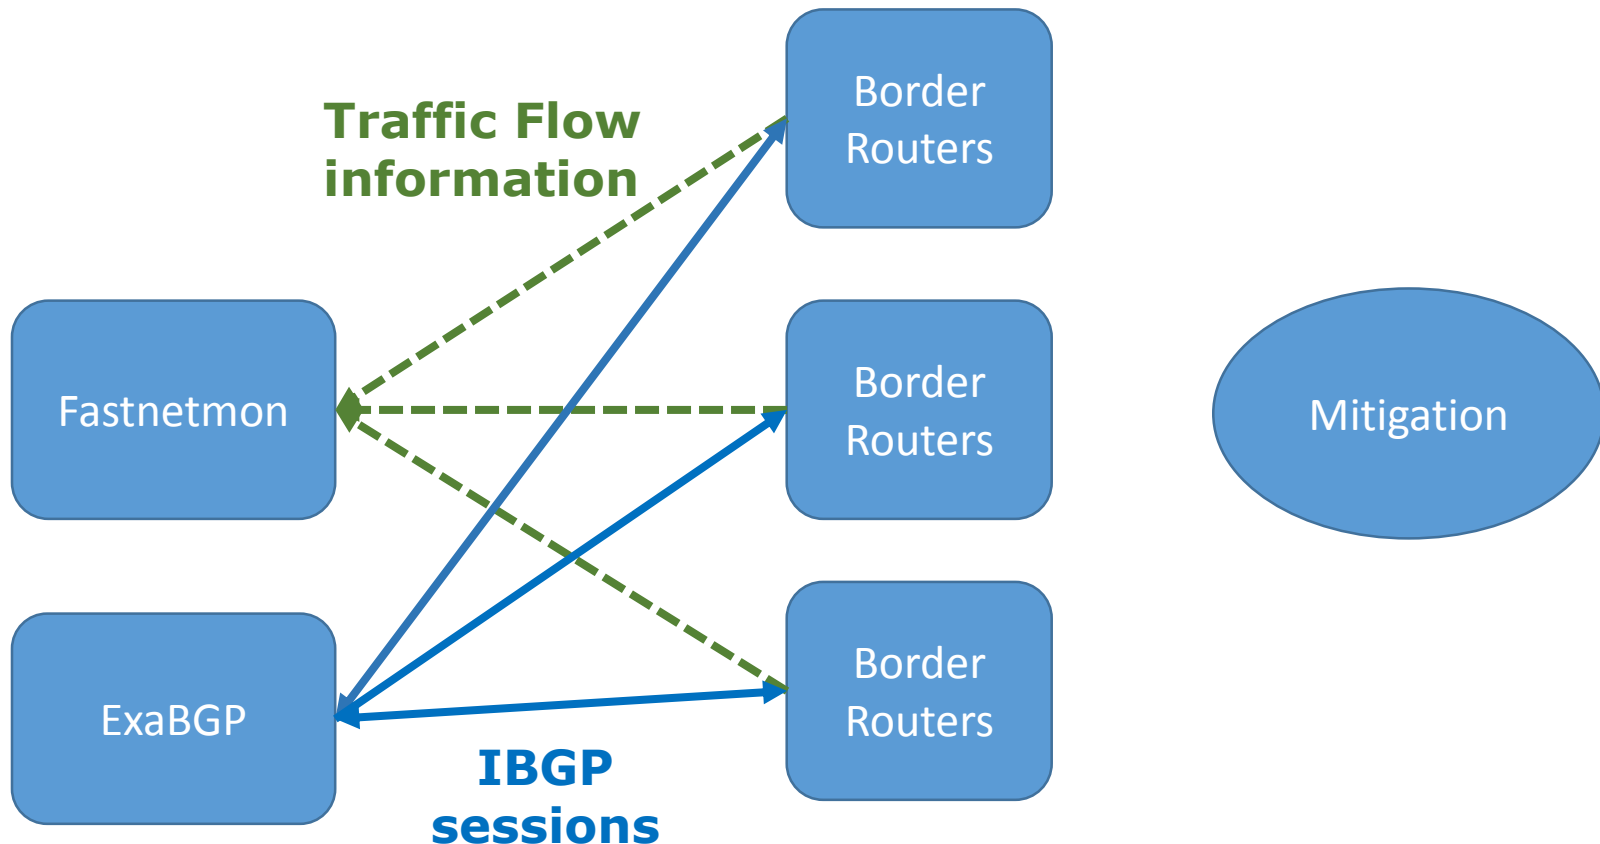 Border
Routers
Traffic Flow
information
Fastnetmon
Border
Routers
Mitigation
ExaBGP
Border
Routers
IBGP
sessions